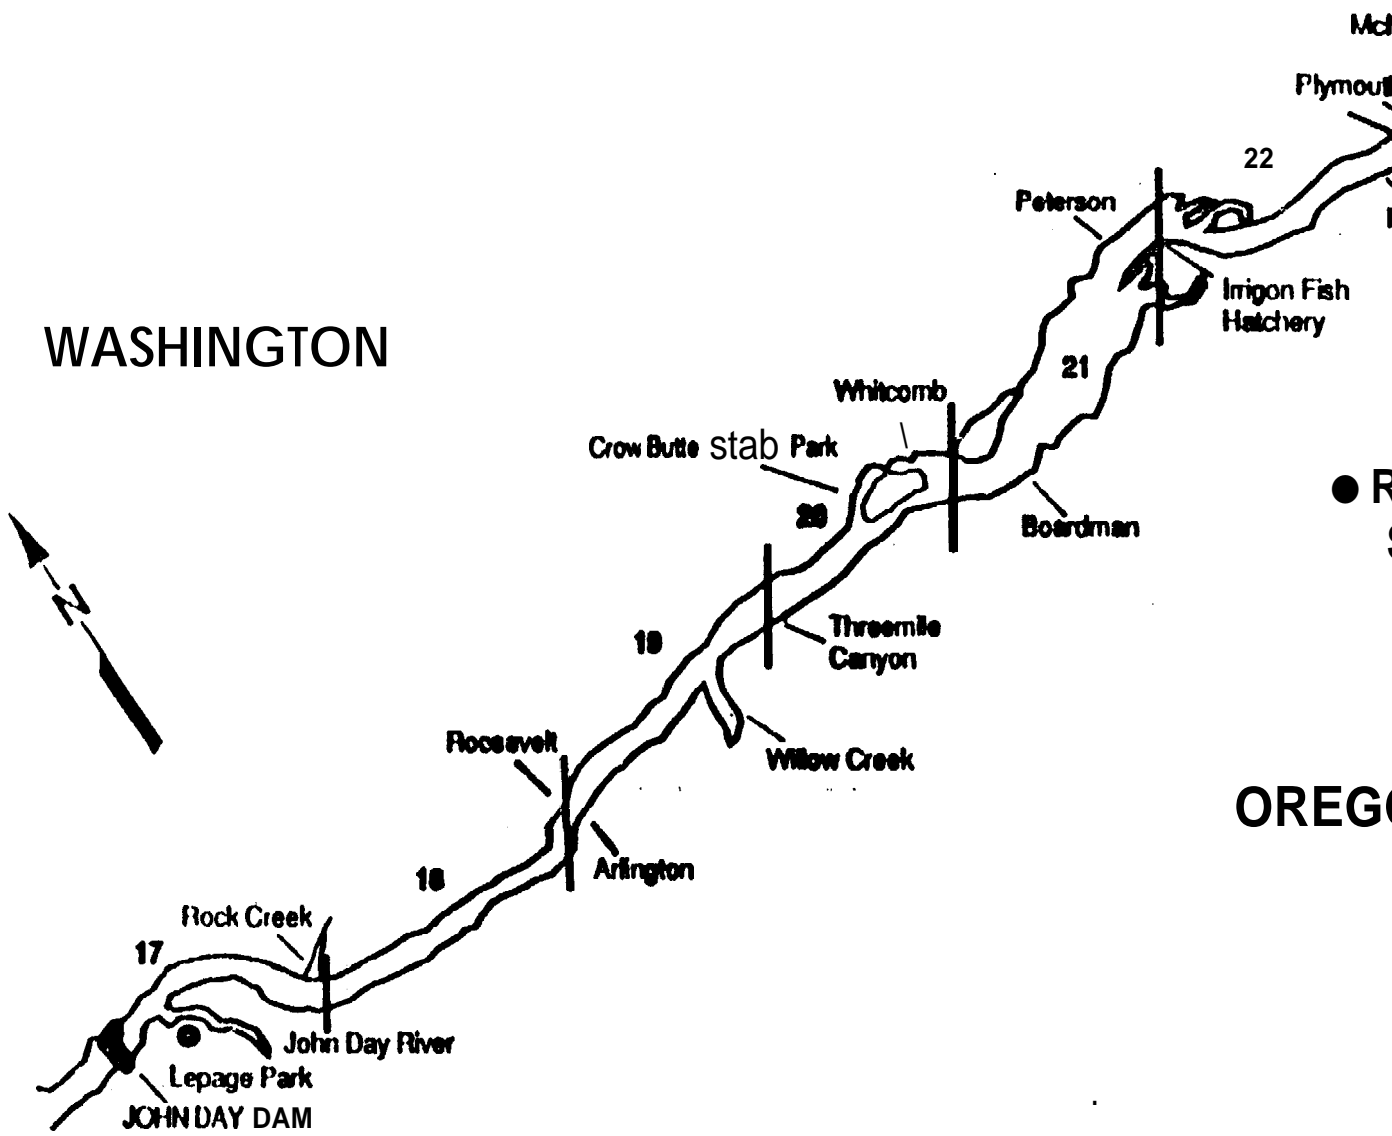 Plymout
22
Peterson
Irrigon Fish
Hatchery
WASHINGTON
21
Whitcomb
Crow Butte stab Park
20
Boardman
N
19
Threemile
Canyon
Roosevelt
Willow Creek
OREG
Arlington
18
Rock Creek
17
John Day River
Lepage Park
JOHN DAY DAM